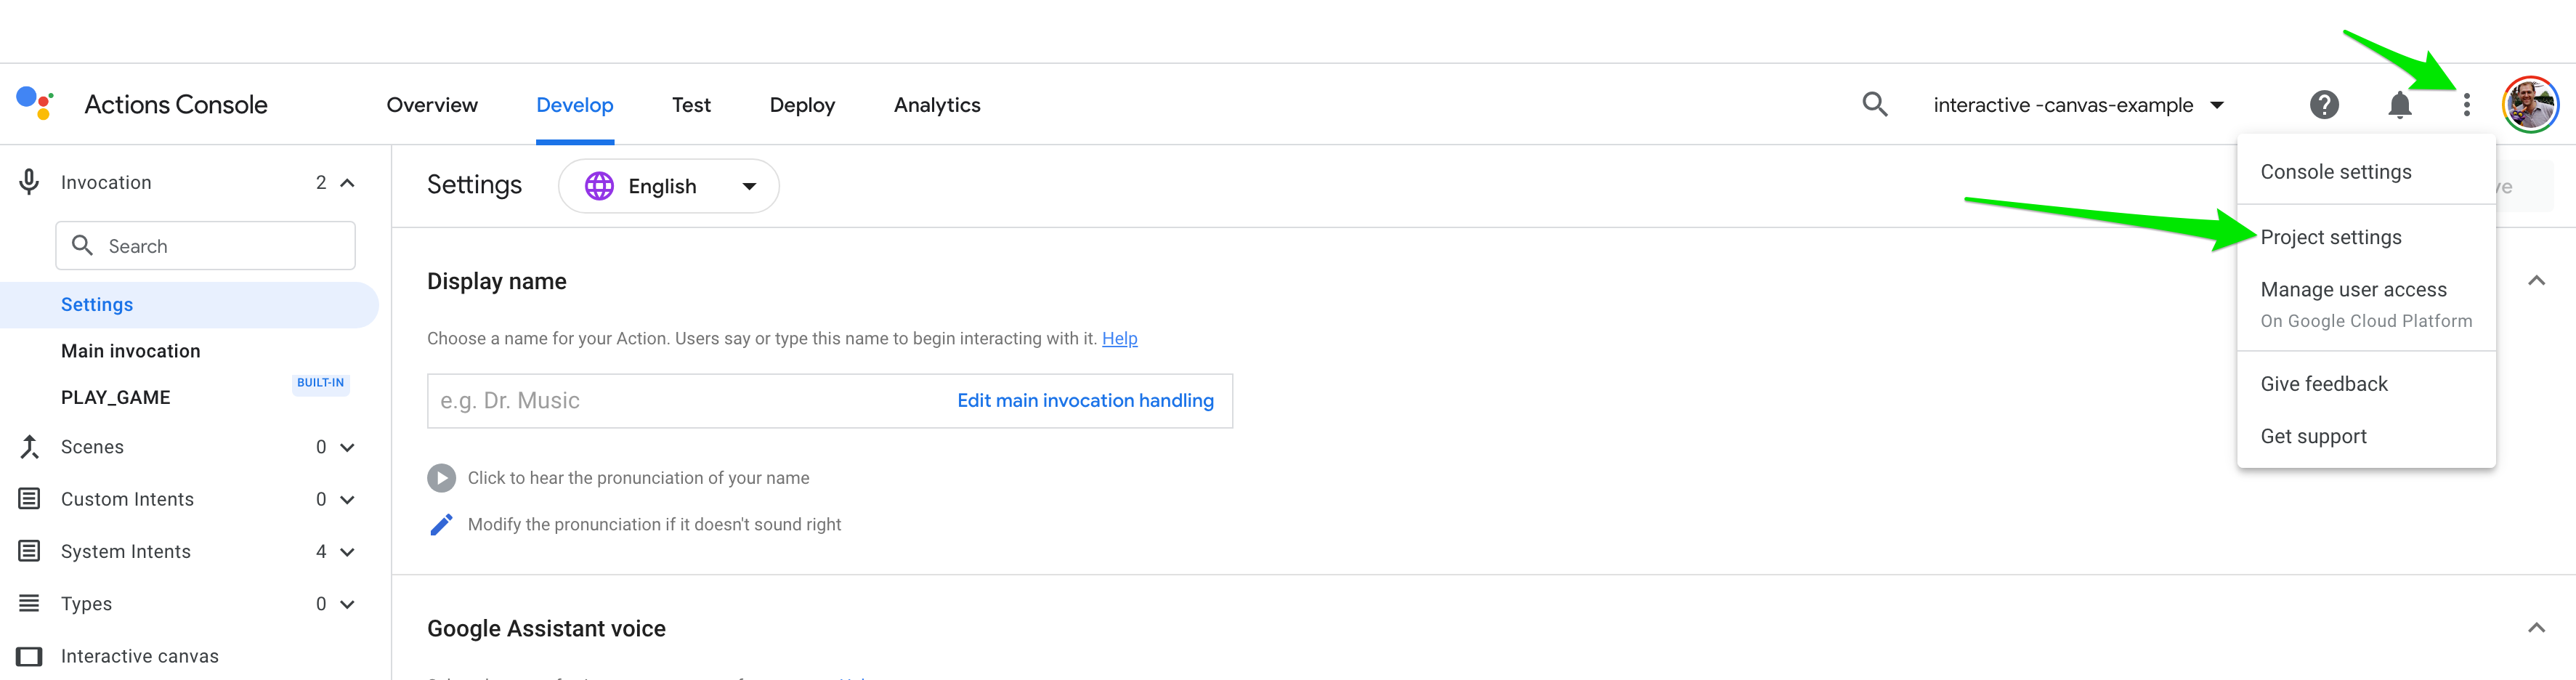 Actions Console
Overview
Develop
Test
Deploy
Analytics
interactive -canvas-example
Invocation
2
Search
Settings
Main invocation
BUILT-IN
PLAY_GAME
Scenes
0
Custom Intents
0
System Intents
4
Types
0
Interactive canvas
Settings
English
Display name
Choose a name for your Action. Users say or type this name to begin interacting with it. Help
e.g. Dr. Music
Edit main invocation handling
Click to hear the pronunciation of your name
Modify the pronunciation if it doesn't sound right
Google Assistant voice
Console settings
Project settings
Manage user access
On Google Cloud Platform
Give feedback
Get support